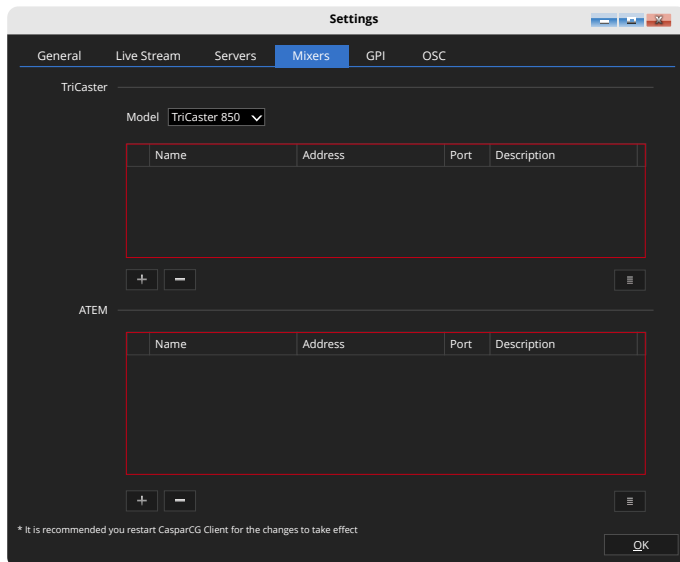 Settings
General Live Stream Servers Mixers GPI OSC
TriCaster
Model TriCaster 850
Name Address Port Description
ATEM
Name Address Port Description
* It is recommended you restart CasparCG Client for the changes to take effect
OK